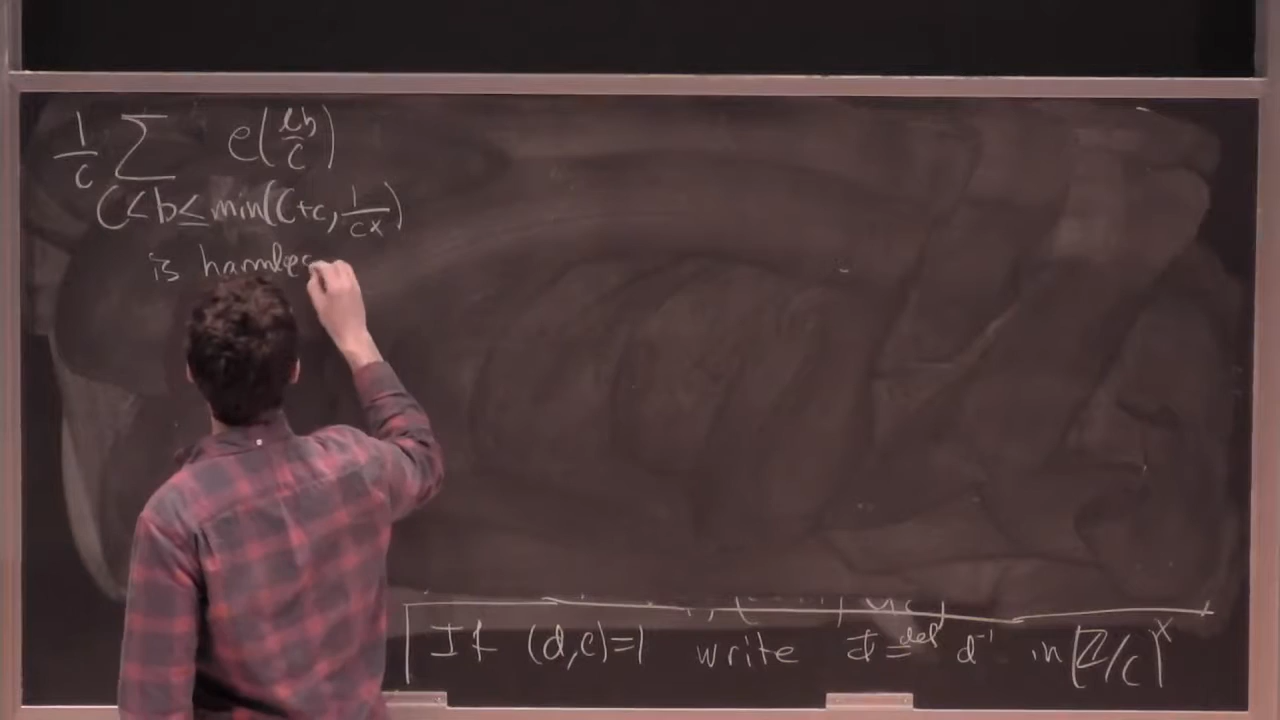 1/c ∑ e(lb/c)
C<b≤min(C+c, 1/cx)
is harmless
If (d,c)=1 write d̄ =def d⁻¹ in (ℤ/c)ˣ